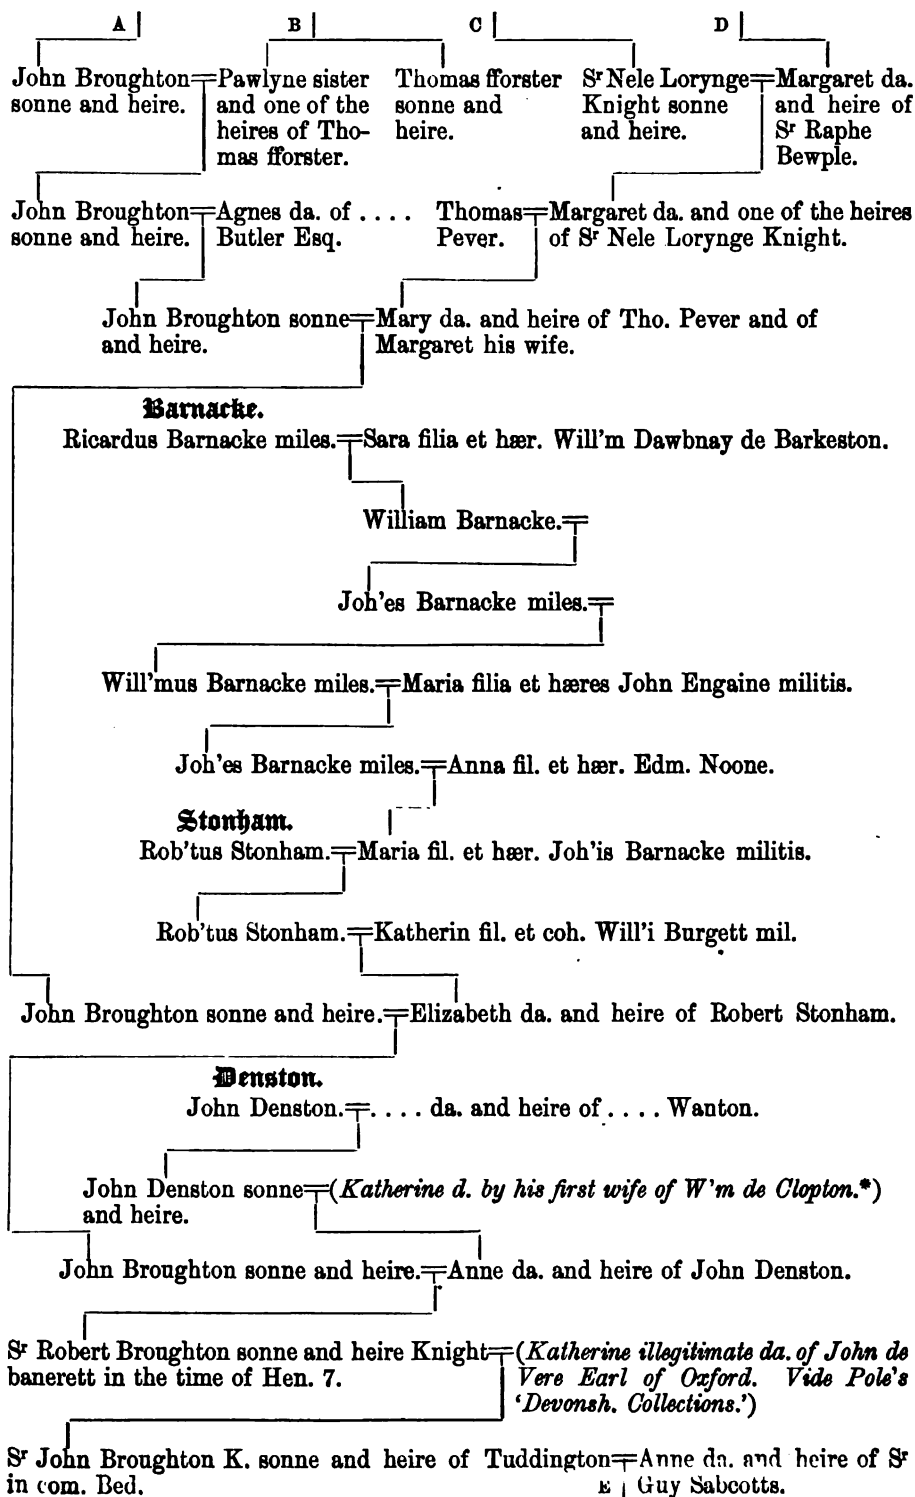 A B C D
John Broughton=Pawlyne sister Thomas fforster Sr Nele Lorynge=Margaret da.
sonne and heire. and one of the sonne and Knight sonne and heire of
heires of Tho- heire. and heire. Sr Raphe
mas fforster. Bewple.
John Broughton=Agnes da. of .... Thomas=Margaret da. and one of the heires
sonne and heire. Butler Esq. Pever. of Sr Nele Lorynge Knight.
John Broughton sonne=Mary da. and heire of Tho. Pever and of
and heire. Margaret his wife.
Barnacke.
Ricardus Barnacke miles.=Sara filia et hær. Will'm Dawbnay de Barkeston.
William Barnacke.=
Joh'es Barnacke miles.=
Will'mus Barnacke miles.=Maria filia et hæres John Engaine militis.
Joh'es Barnacke miles.=Anna fil. et hær. Edm. Noone.
Stonham.
Rob'tus Stonham.=Maria fil. et hær. Joh'is Barnacke militis.
Rob'tus Stonham.=Katherin fil. et coh. Will'i Burgett mil.
John Broughton sonne and heire.=Elizabeth da. and heire of Robert Stonham.
Denston.
John Denston.=.... da. and heire of .... Wanton.
John Denston sonne=(Katherine d. by his first wife of W'm de Clopton.*)
and heire.
John Broughton sonne and heire.=Anne da. and heire of John Denston.
Sr Robert Broughton sonne and heire Knight=(Katherine illegitimate da. of John de
banerett in the time of Hen. 7. Vere Earl of Oxford. Vide Pole's
'Devonsh. Collections.')
Sr John Broughton K. sonne and heire of Tuddington=Anne da. and heire of Sr
in com. Bed. E Guy Sabcotts.